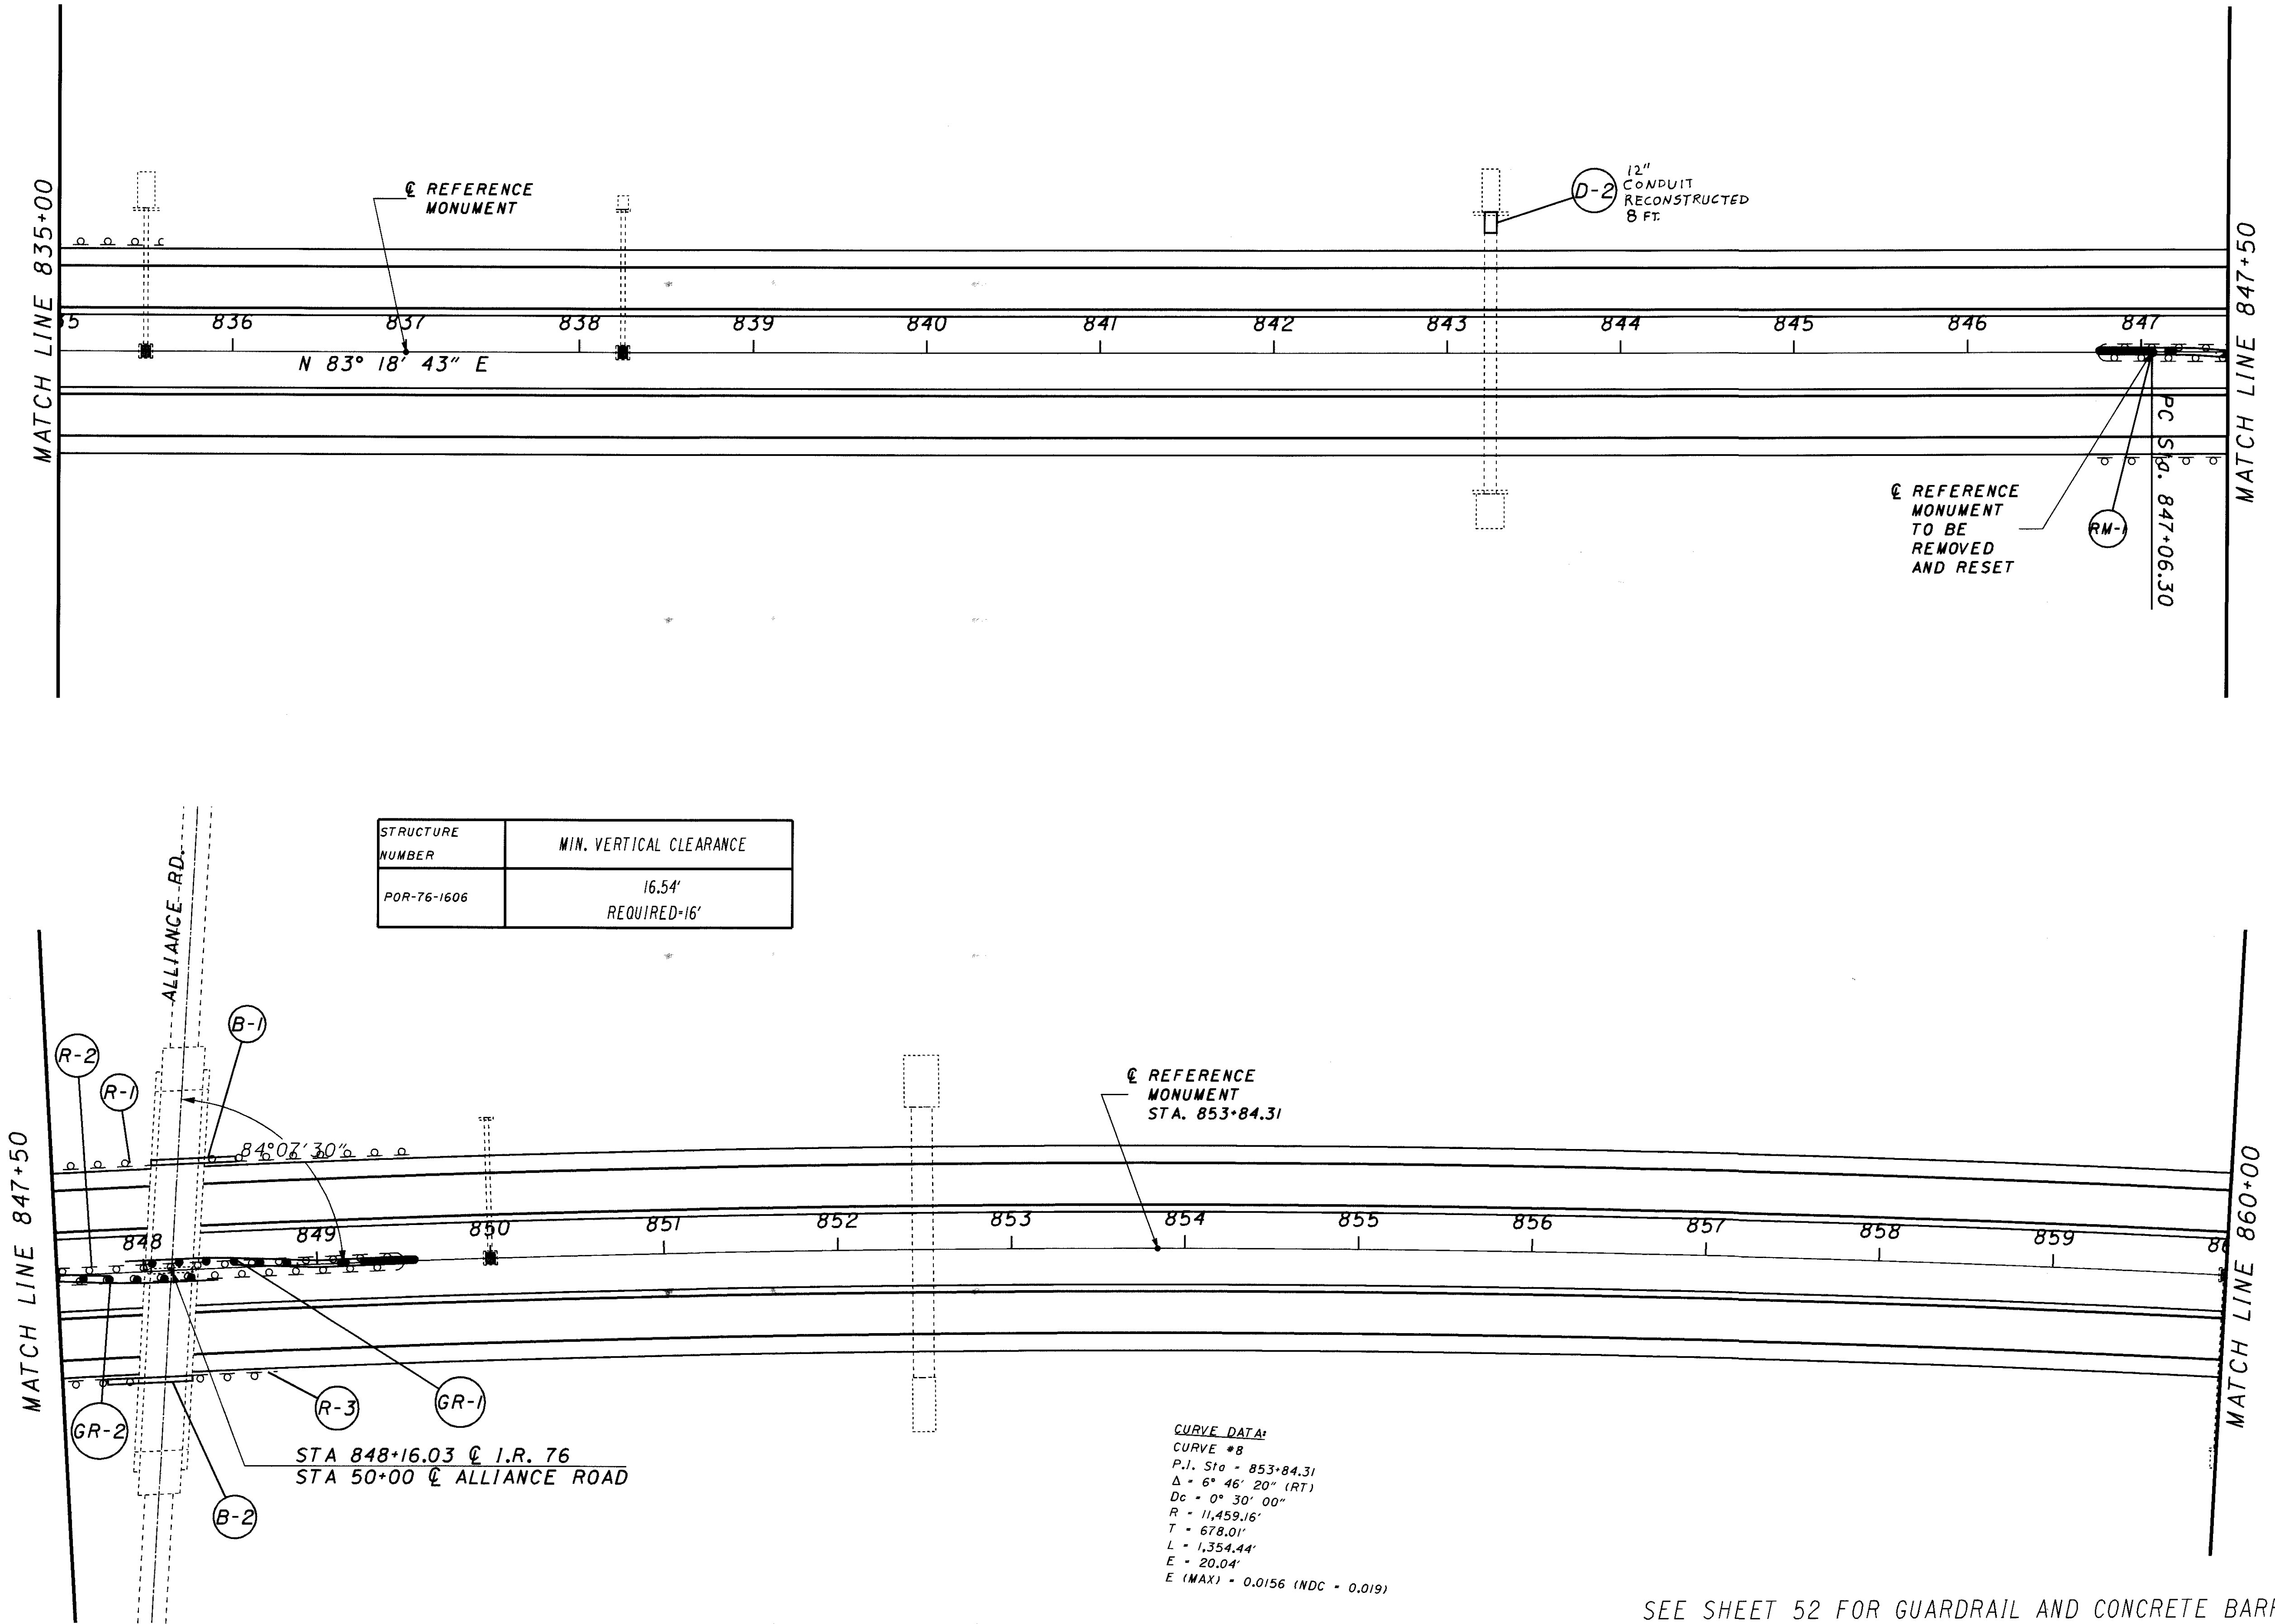 MATCH LINE 835+00
℄ REFERENCE
MONUMENT
D-2
12"
CONDUIT
RECONSTRUCTED
8 FT.
836
837
838
839
840
841
842
843
844
845
846
847
N 83° 18' 43" E
℄ REFERENCE
MONUMENT
TO BE
REMOVED
AND RESET
RM-1
PC Sta. 847+06.30
MATCH LINE 847+50
STRUCTURE
NUMBER
MIN. VERTICAL CLEARANCE
POR-76-1606
16.54'
REQUIRED=16'
MATCH LINE 847+50
ALLIANCE RD.
R-2
R-1
B-1
84°07'30"
℄ REFERENCE
MONUMENT
STA. 853+84.31
848
849
850
851
852
853
854
855
856
857
858
859
GR-2
R-3
GR-1
STA 848+16.03 ℄ I.R. 76
STA 50+00 ℄ ALLIANCE ROAD
B-2
CURVE DATA:
CURVE #8
P.I. Sta = 853+84.31
Δ = 6° 46' 20" (RT)
Dc = 0° 30' 00"
R = 11,459.16'
T = 678.01'
L = 1,354.44'
E = 20.04'
E (MAX) = 0.0156 (NDC = 0.019)
MATCH LINE 860+00
SEE SHEET 52 FOR GUARDRAIL AND CONCRETE